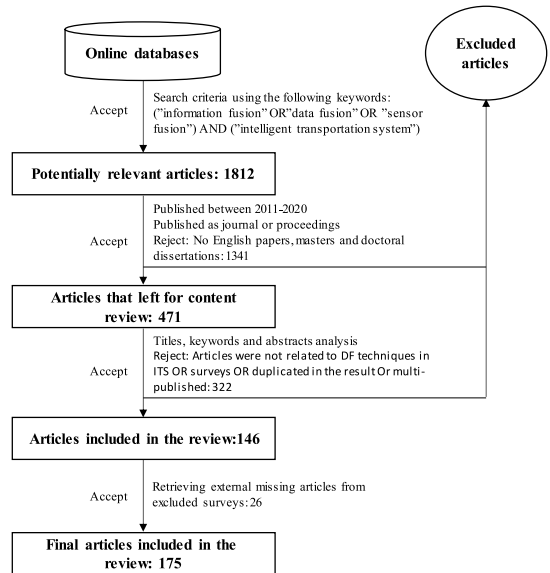 Online databases
Excluded
articles
Accept
Search criteria using the following keywords:
("information fusion" OR"data fusion" OR "sensor
fusion") AND ("intelligent transportation system")
Potentially relevant articles: 1812
Accept
Published between 2011-2020
Published as journal or proceedings
Reject: No English papers, masters and doctoral
dissertations: 1341
Articles that left for content
review: 471
Accept
Titles, keywords and abstracts analysis
Reject: Articles were not related to DF techniques in
ITS OR surveys OR duplicated in the result Or multi-
published: 322
Articles included in the review:146
Accept
Retrieving external missing articles from
excluded surveys: 26
Final articles included in the
review: 175